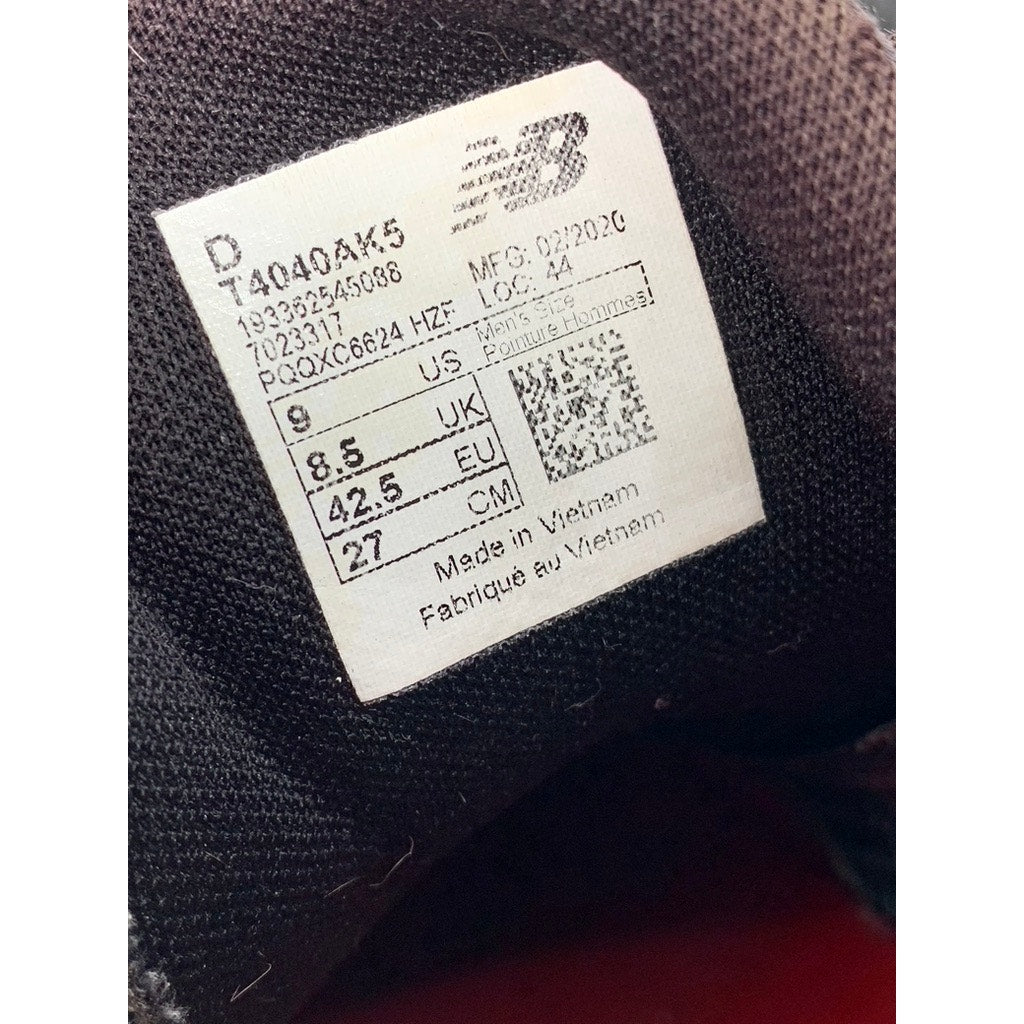 NB
D
T4040AK5
193362545088
7023317
PQQXC6624 HZF
MFG: 02/2020
LOC: 44
Men's Size
Pointure Hommes
9 US
8.5 UK
42.5 EU
27 CM
Made in Vietnam
Fabriqué au Vietnam